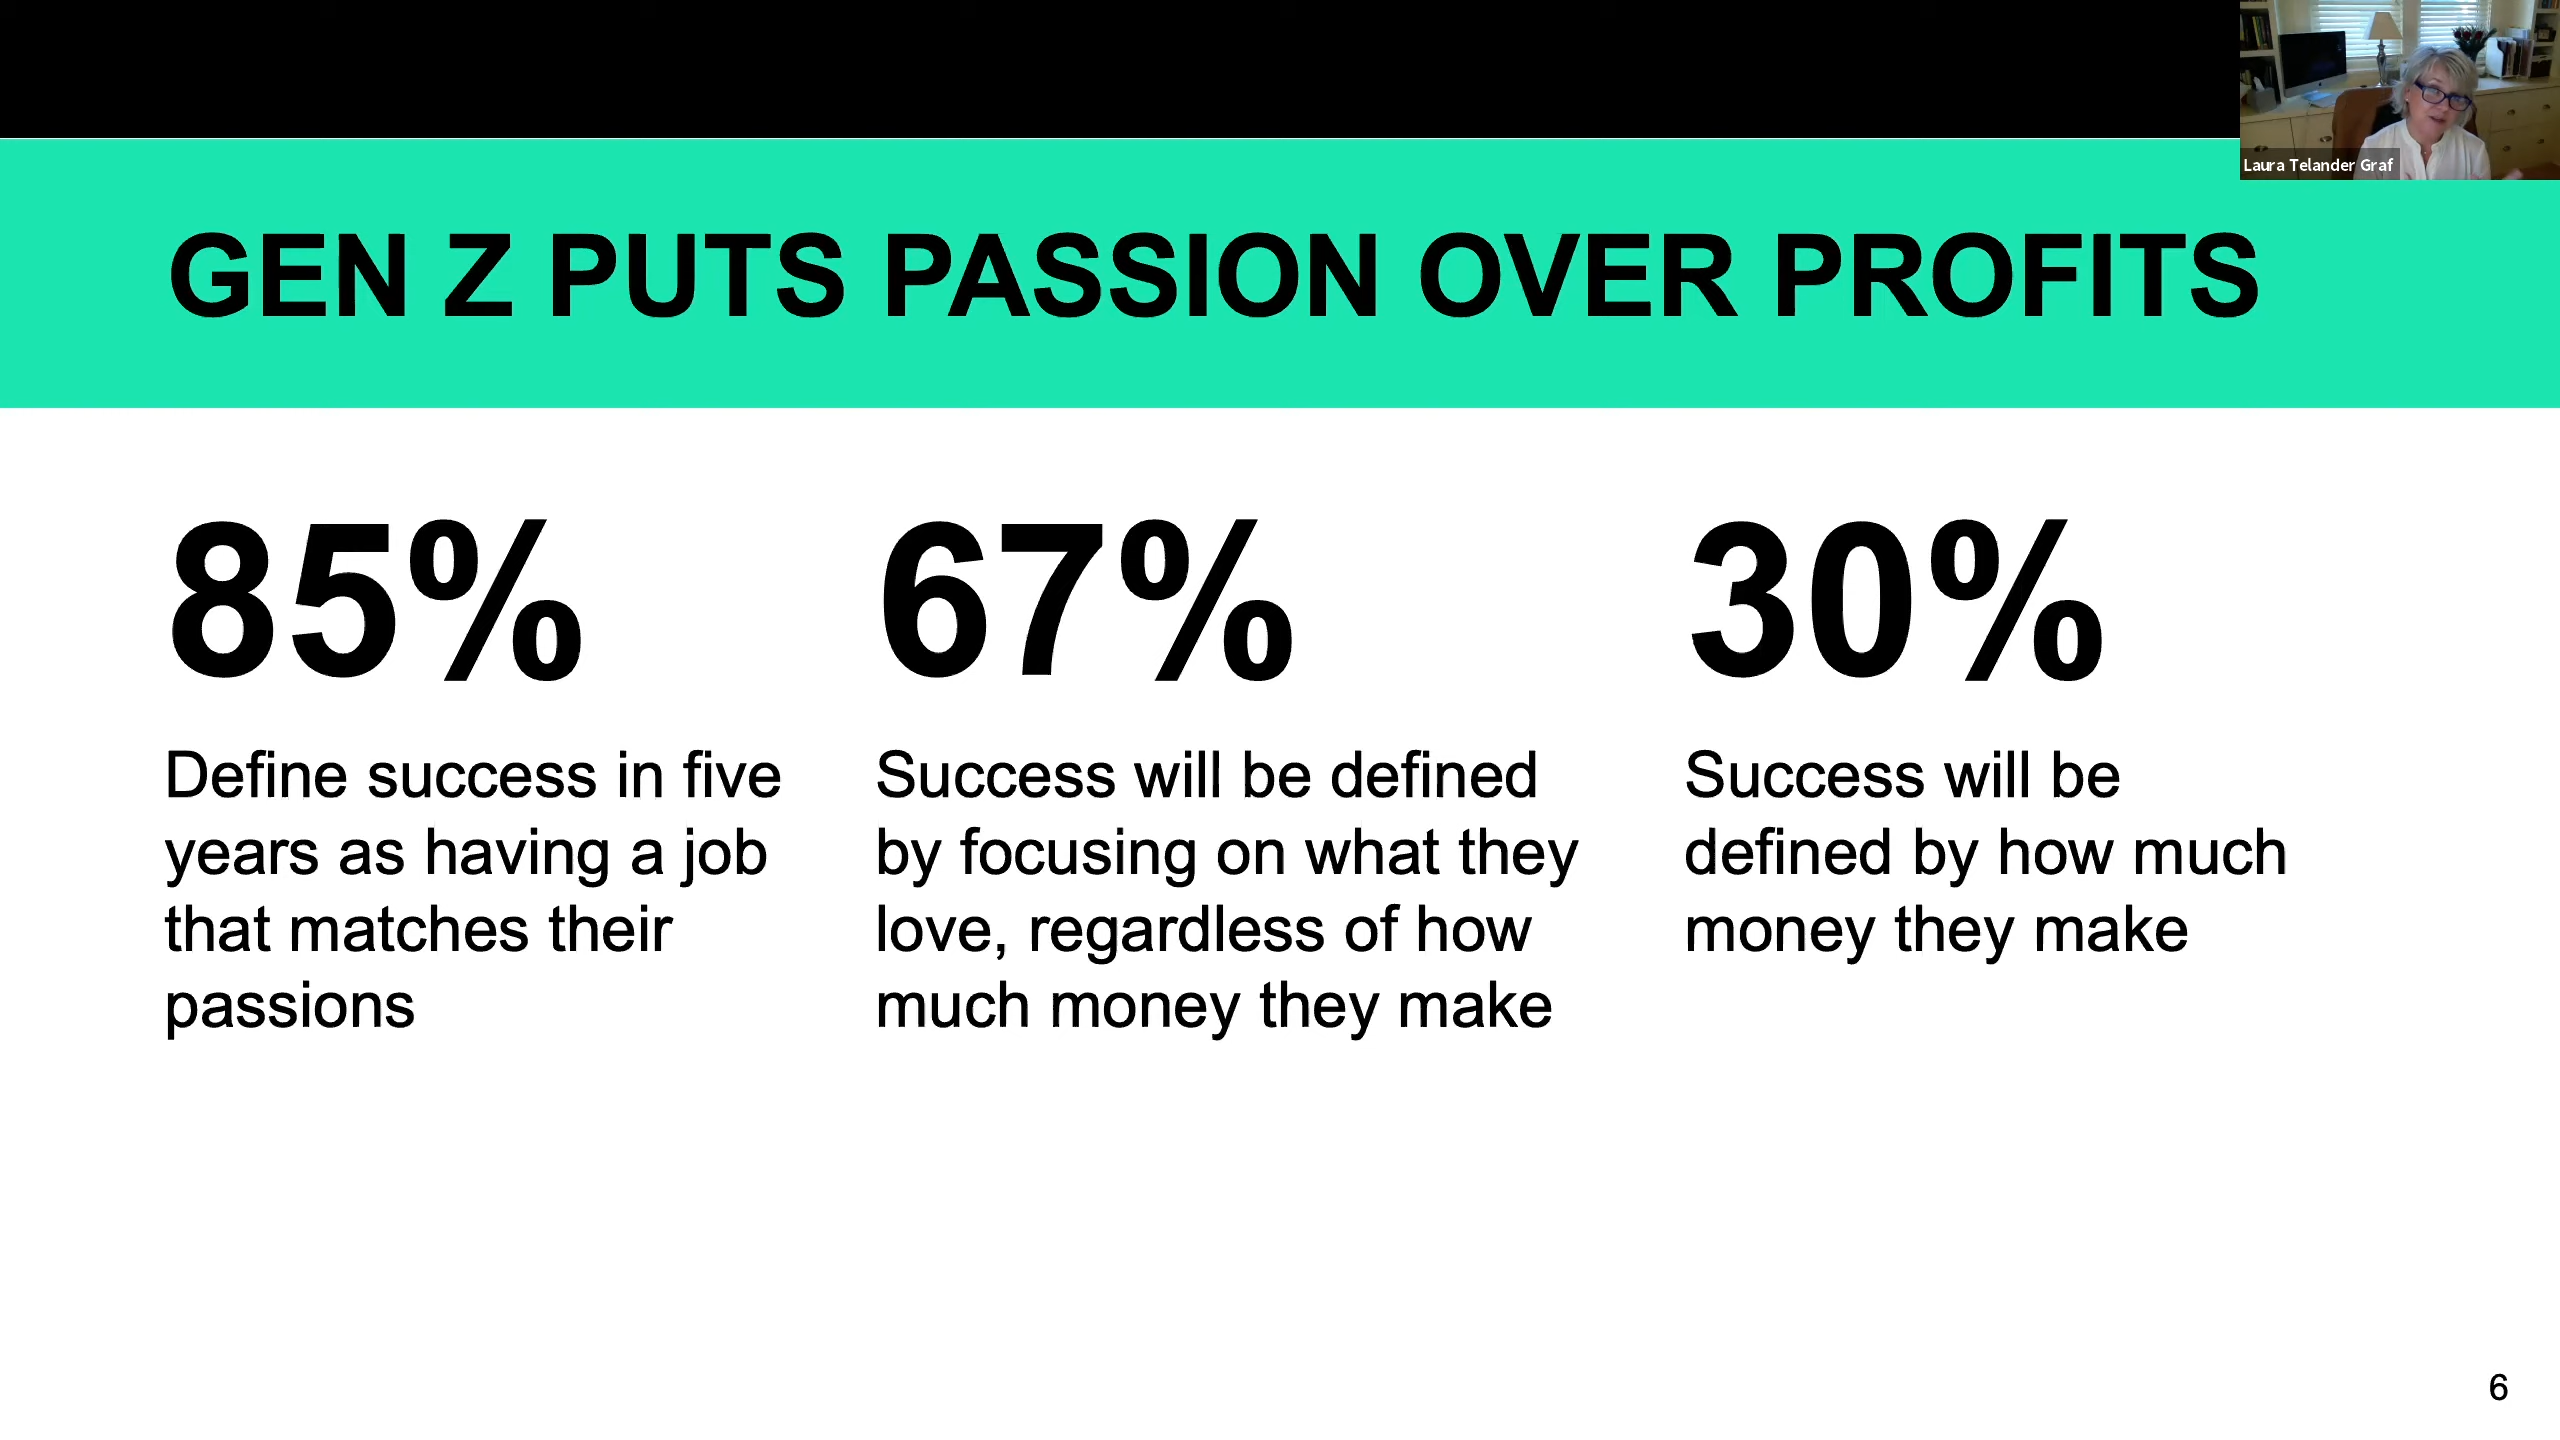 Laura Telander Graf
GEN Z PUTS PASSION OVER PROFITS
85%
Define success in five
years as having a job
that matches their
passions
67%
Success will be defined
by focusing on what they
love, regardless of how
much money they make
30%
Success will be
defined by how much
money they make
6